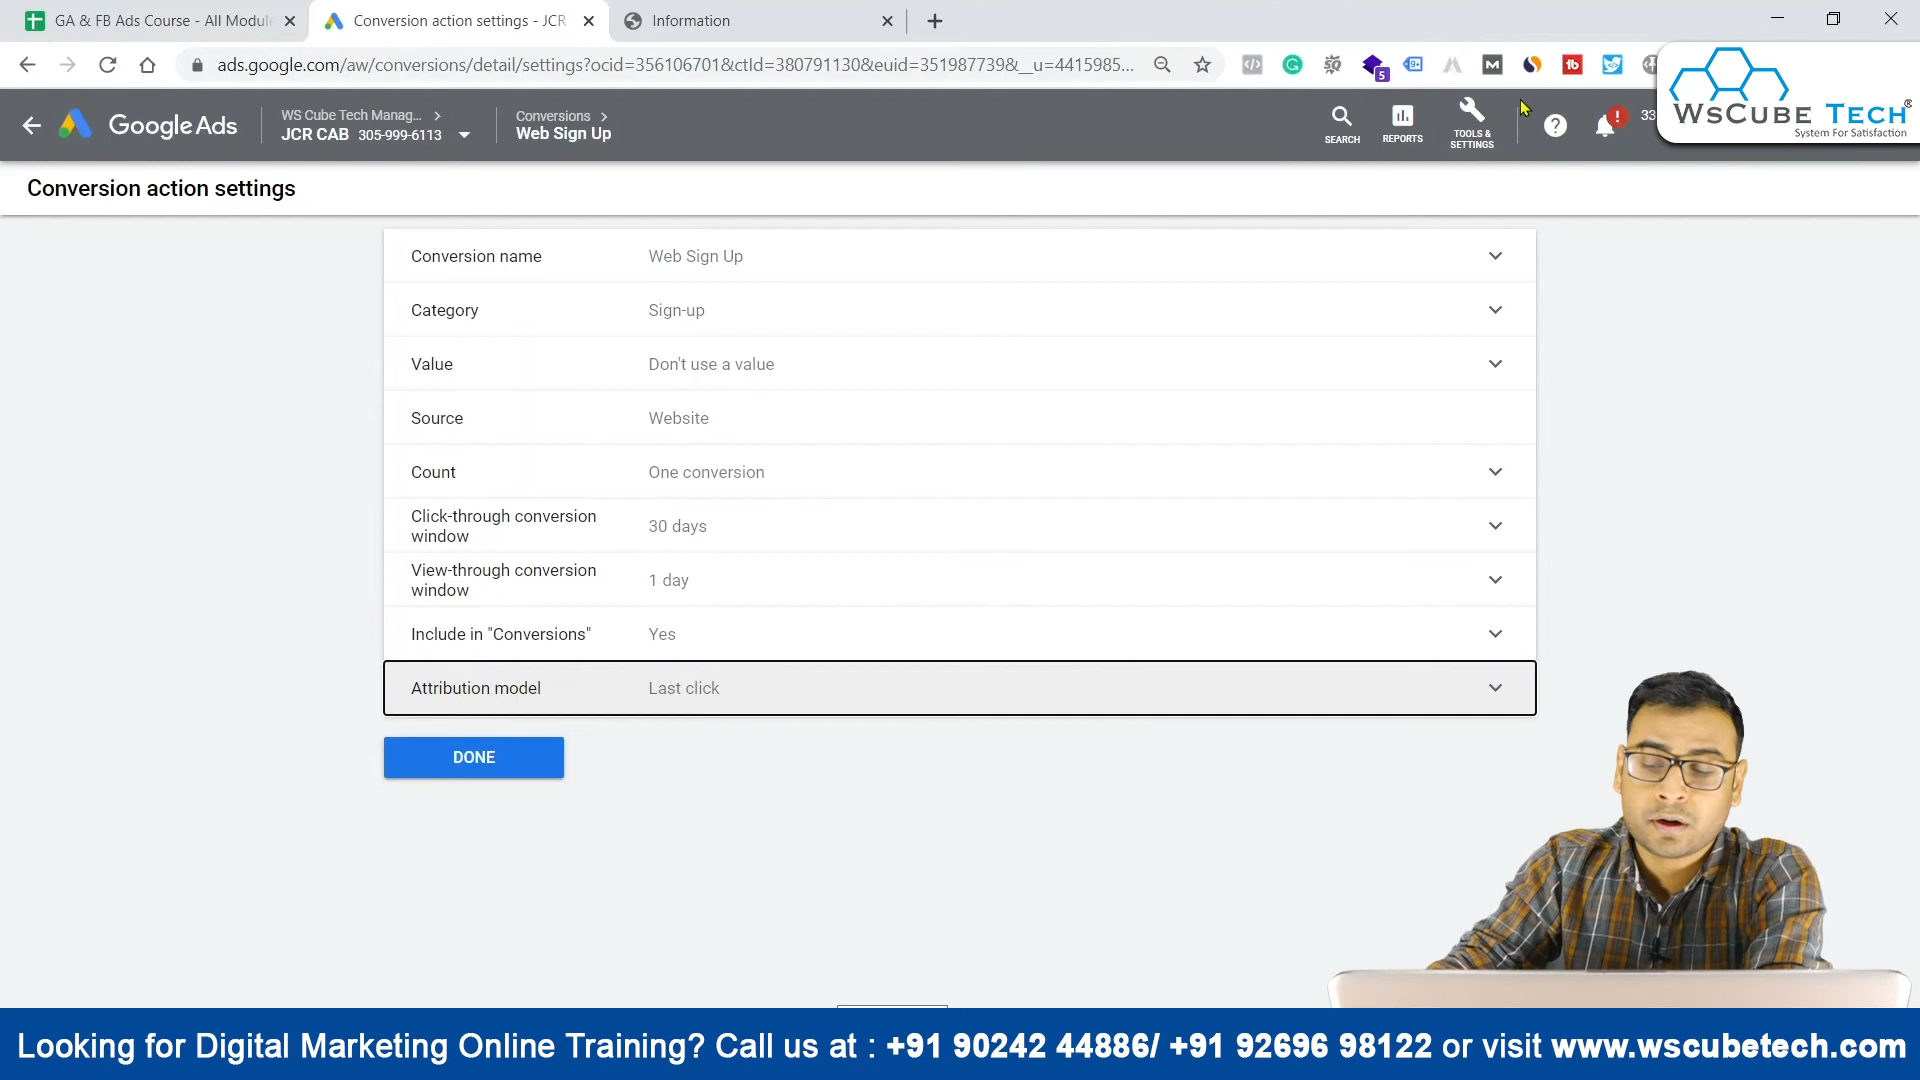 GA & FB Ads Course - All Module
Conversion action settings - JCR
Information
ads.google.com/aw/conversions/detail/settings?ocid=356106701&ctId=380791130&euid=351987739&__u=4415985...
5
WSCUBE TECH®
System For Satisfaction
Google Ads
WS Cube Tech Manag... >
JCR CAB 305-999-6113
Conversions >
Web Sign Up
SEARCH
REPORTS
TOOLS & SETTINGS
33
Conversion action settings
Conversion name Web Sign Up
Category Sign-up
Value Don't use a value
Source Website
Count One conversion
Click-through conversion window 30 days
View-through conversion window 1 day
Include in "Conversions" Yes
Attribution model Last click
DONE
Looking for Digital Marketing Online Training? Call us at : +91 90242 44886/ +91 92696 98122 or visit www.wscubetech.com